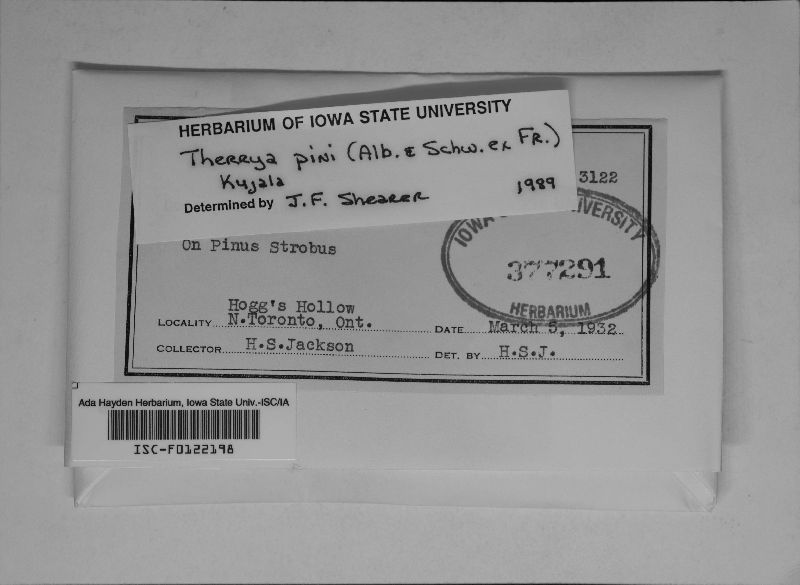 HERBARIUM OF IOWA STATE UNIVERSITY
Therrya pini (Alb. & Schw. ex Fr.)
Kujala
Determined by J.F. Shearer 1989
3122
On Pinus Strobus
IOWA UNIVERSITY
377291
HERBARIUM
Hogg's Hollow
LOCALITY N.Toronto, Ont. DATE March 5, 1932
COLLECTOR H.S.Jackson DET. BY H.S.J.
Ada Hayden Herbarium, Iowa State Univ.-ISC/IA
ISC-F0122198